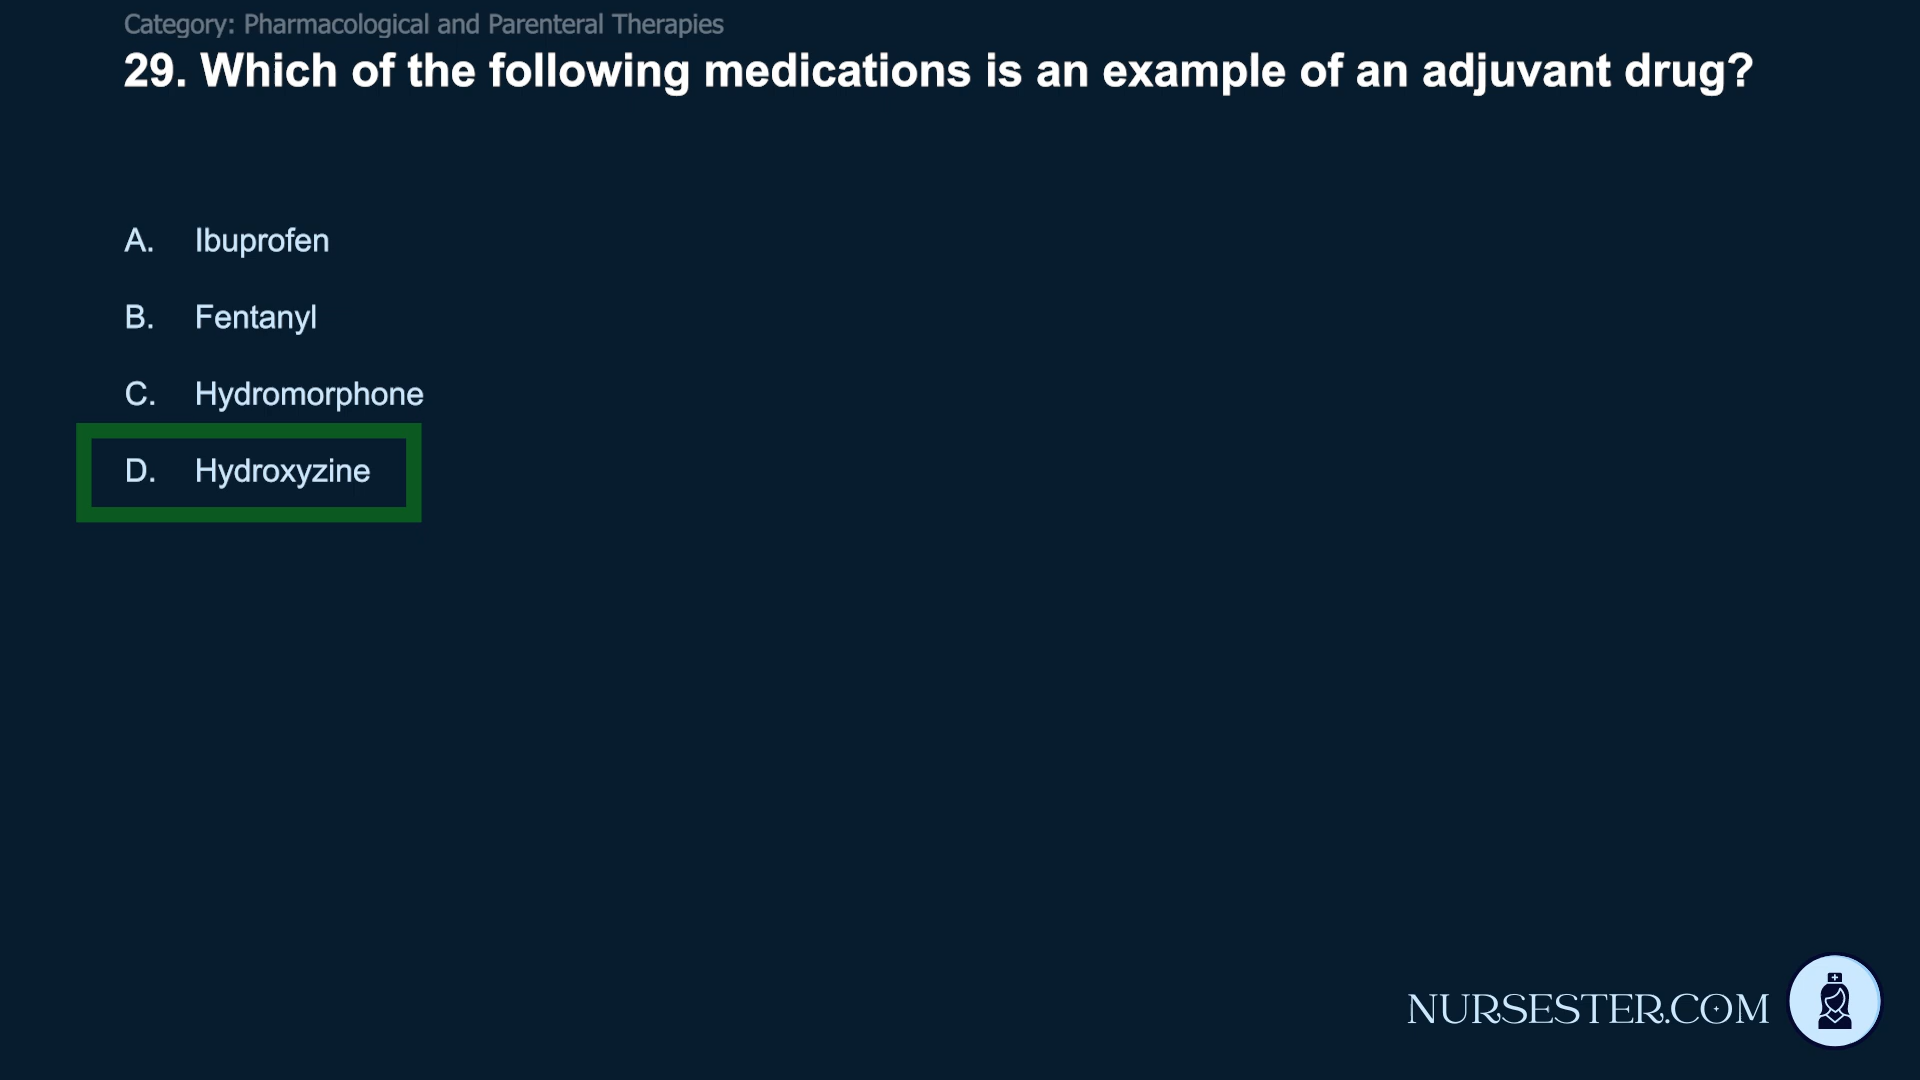 Category: Pharmacological and Parenteral Therapies
29. Which of the following medications is an example of an adjuvant drug?
A. Ibuprofen
B. Fentanyl
C. Hydromorphone
D. Hydroxyzine
NURSESTER.COM